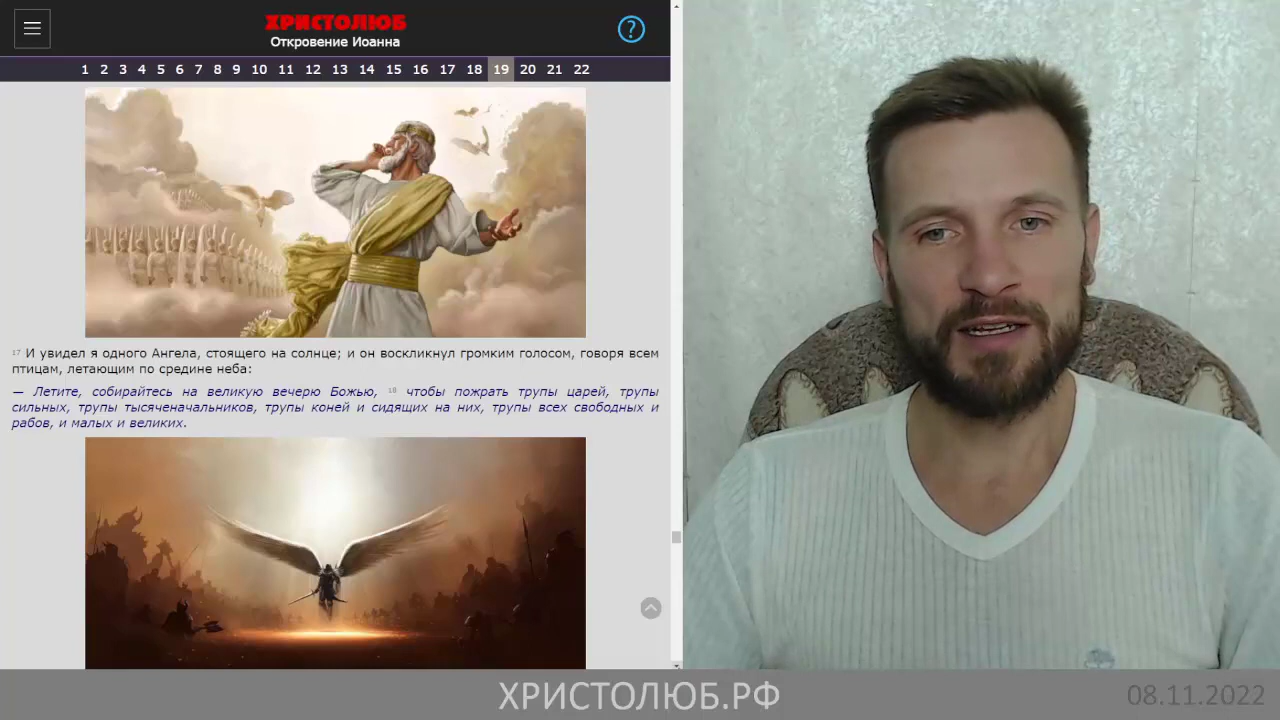 ХРИСТОЛЮБ
Откровение Иоанна
?
1 2 3 4 5 6 7 8 9 10 11 12 13 14 15 16 17 18 19 20 21 22
17 И увидел я одного Ангела, стоящего на солнце; и он воскликнул громким голосом, говоря всем
птицам, летающим по средине неба:
— Летите, собирайтесь на великую вечерю Божью, 18 чтобы пожрать трупы царей, трупы
сильных, трупы тысяченачальников, трупы коней и сидящих на них, трупы всех свободных и
рабов, и малых и великих.
ХРИСТОЛЮБ.РФ
08.11.2022